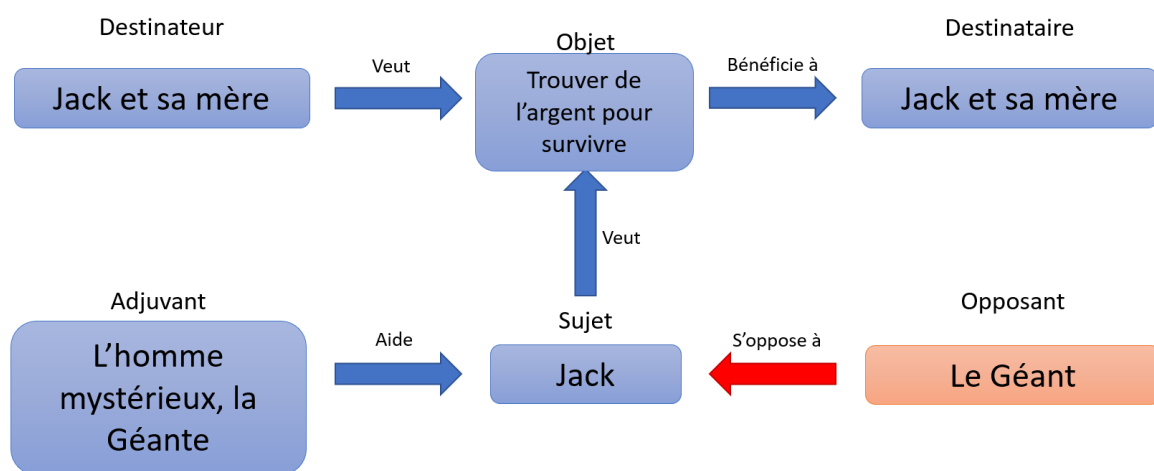 Destinateur
Objet
Destinataire
Jack et sa mère
Veut
Trouver de
l’argent pour
survivre
Bénéficie à
Jack et sa mère
Veut
Adjuvant
Sujet
Opposant
L’homme
mystérieux, la
Géante
Aide
Jack
S’oppose à
Le Géant